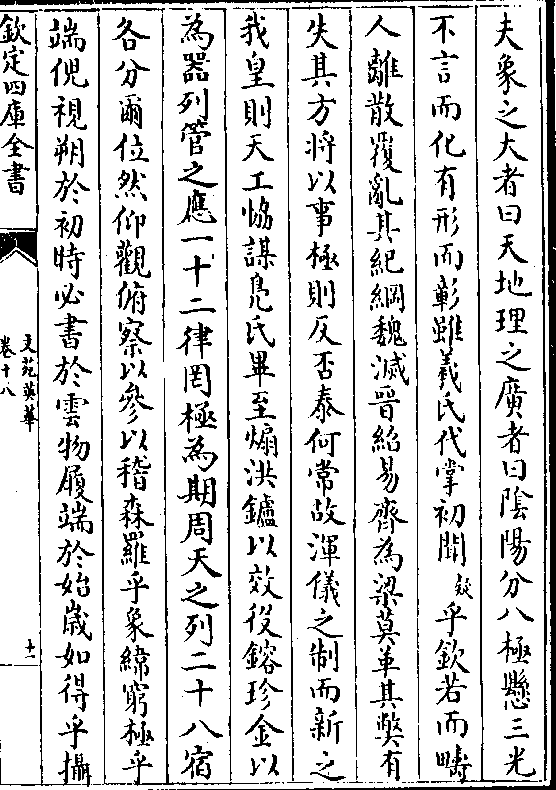 夫象之大者曰天地理之廣者曰陰陽分八極懸三光
不言而化有形而彰雖羲氏代掌初聞闕乎欽若而疇
人離散覆亂其紀綱魏滅晉紹易齊為梁莫革其弊有
失其方將以事極則反否泰何常故渾儀之制而新之
我皇則天工恊謀鳧氏畢至煽洪鑪以效役鎔珍金以
為器列管之應一十二律罔極為期周天之列二十八宿
各分爾位然仰觀俯察以參以稽森羅乎象緯窮極乎
端倪視朔於初時必書於雲物履端於始歲如得乎攝
欽定四庫全書
文苑英華
卷十八
十一